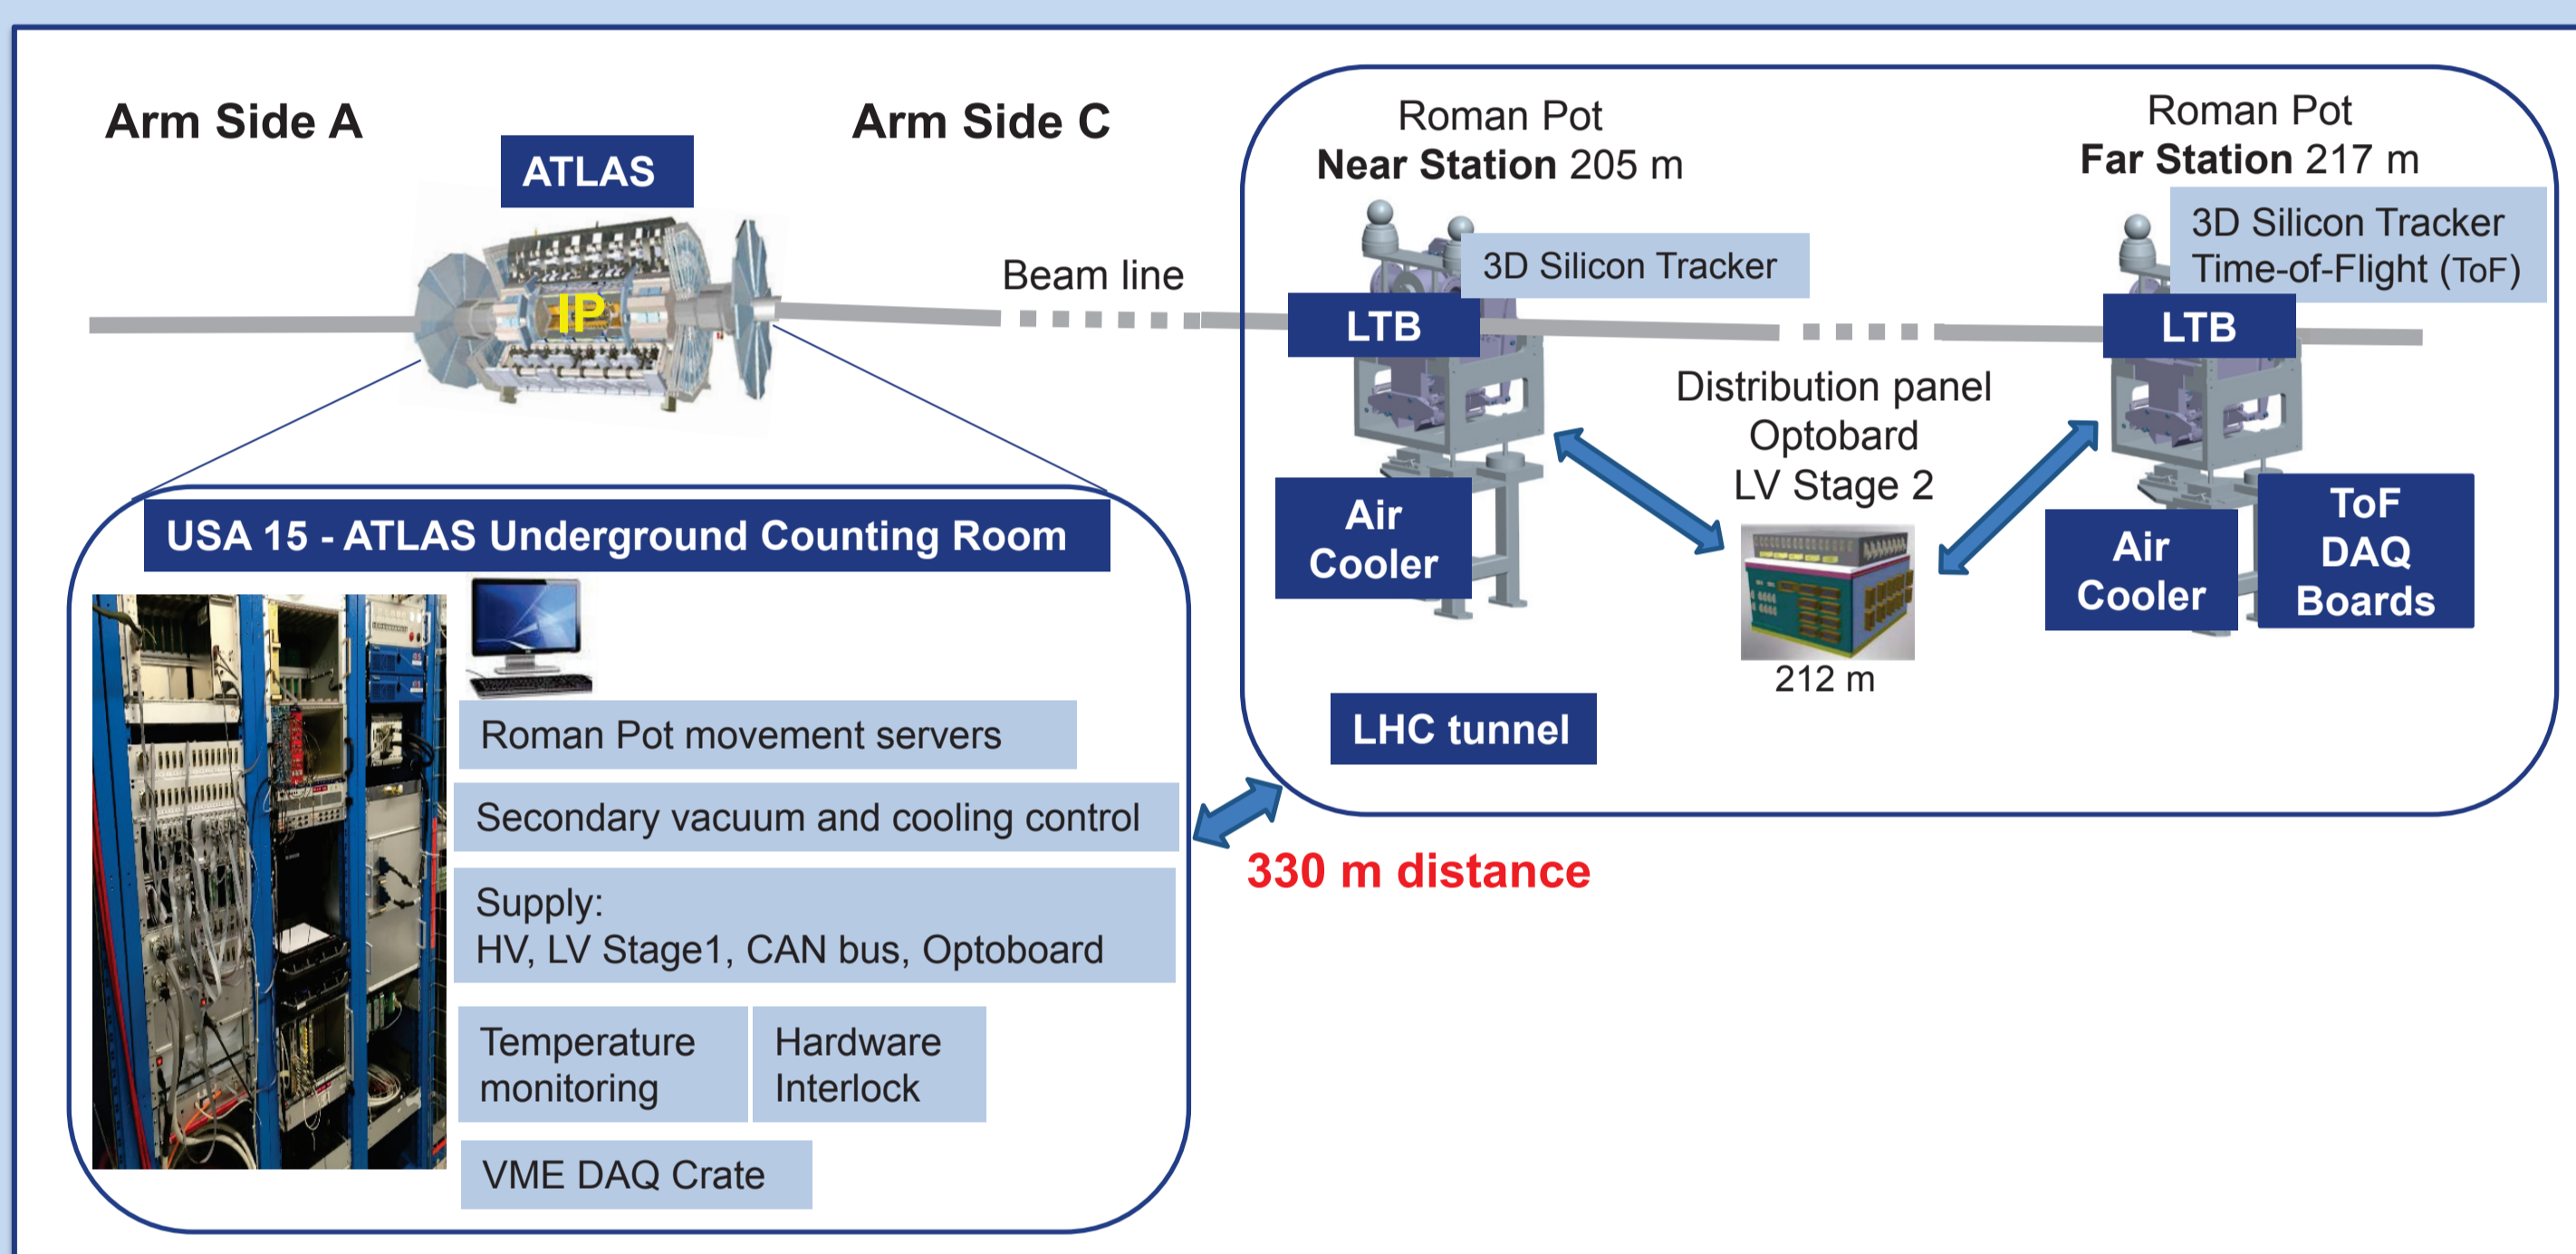 Arm Side A
ATLAS
IP
Arm Side C
Beam line
Roman Pot
Near Station 205 m
3D Silicon Tracker
LTB
Air
Cooler
Distribution panel
Optobard
LV Stage 2
212 m
Roman Pot
Far Station 217 m
3D Silicon Tracker
Time-of-Flight (ToF)
LTB
Air
Cooler
ToF
DAQ
Boards
LHC tunnel
330 m distance
USA 15 - ATLAS Underground Counting Room
Roman Pot movement servers
Secondary vacuum and cooling control
Supply:
HV, LV Stage1, CAN bus, Optoboard
Temperature
monitoring
Hardware
Interlock
VME DAQ Crate